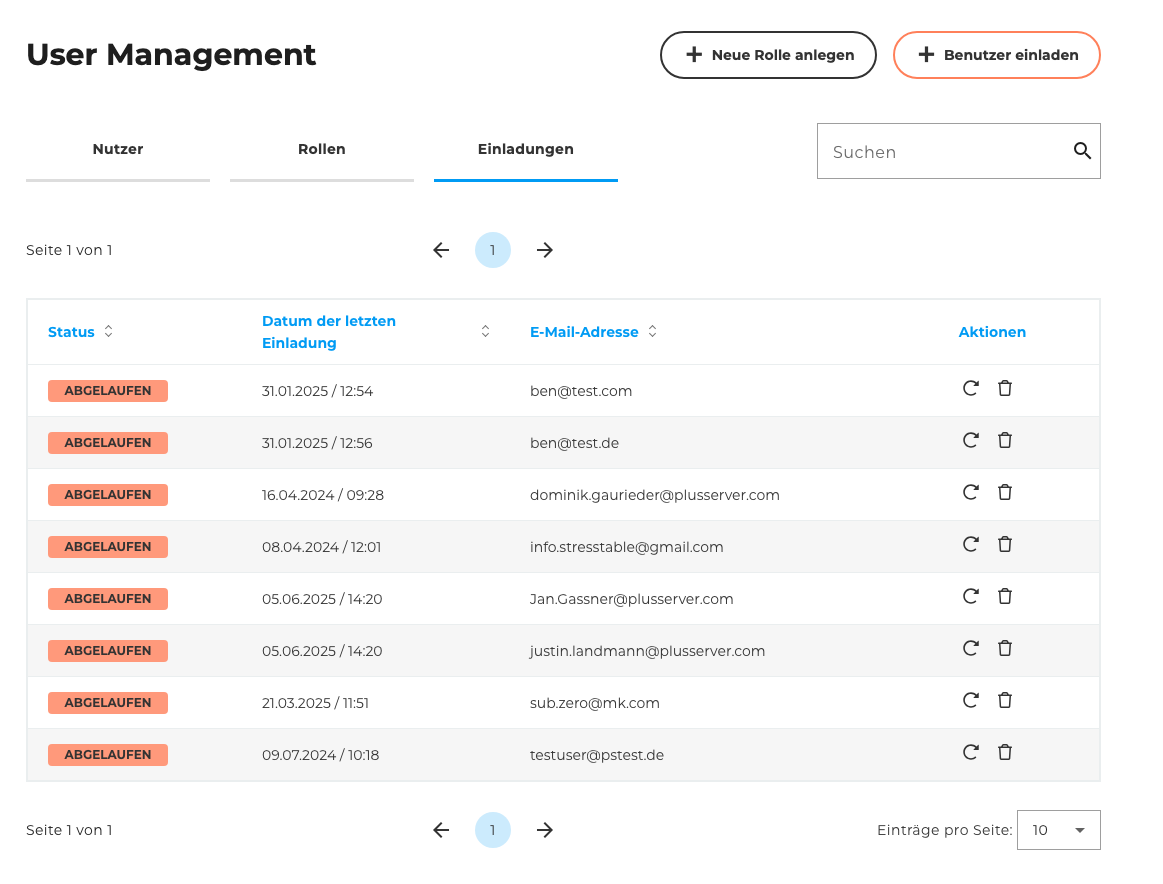 User Management
Neue Rolle anlegen
Benutzer einladen
Nutzer
Rollen
Einladungen
Suchen
Seite 1 von 1
1
Status
Datum der letzten
Einladung
E-Mail-Adresse
Aktionen
ABGELAUFEN 31.01.2025 / 12:54 ben@test.com
ABGELAUFEN 31.01.2025 / 12:56 ben@test.de
ABGELAUFEN 16.04.2024 / 09:28 dominik.gaurieder@plusserver.com
ABGELAUFEN 08.04.2024 / 12:01 info.stresstable@gmail.com
ABGELAUFEN 05.06.2025 / 14:20 Jan.Gassner@plusserver.com
ABGELAUFEN 05.06.2025 / 14:20 justin.landmann@plusserver.com
ABGELAUFEN 21.03.2025 / 11:51 sub.zero@mk.com
ABGELAUFEN 09.07.2024 / 10:18 testuser@pstest.de
Seite 1 von 1
1
Einträge pro Seite: 10